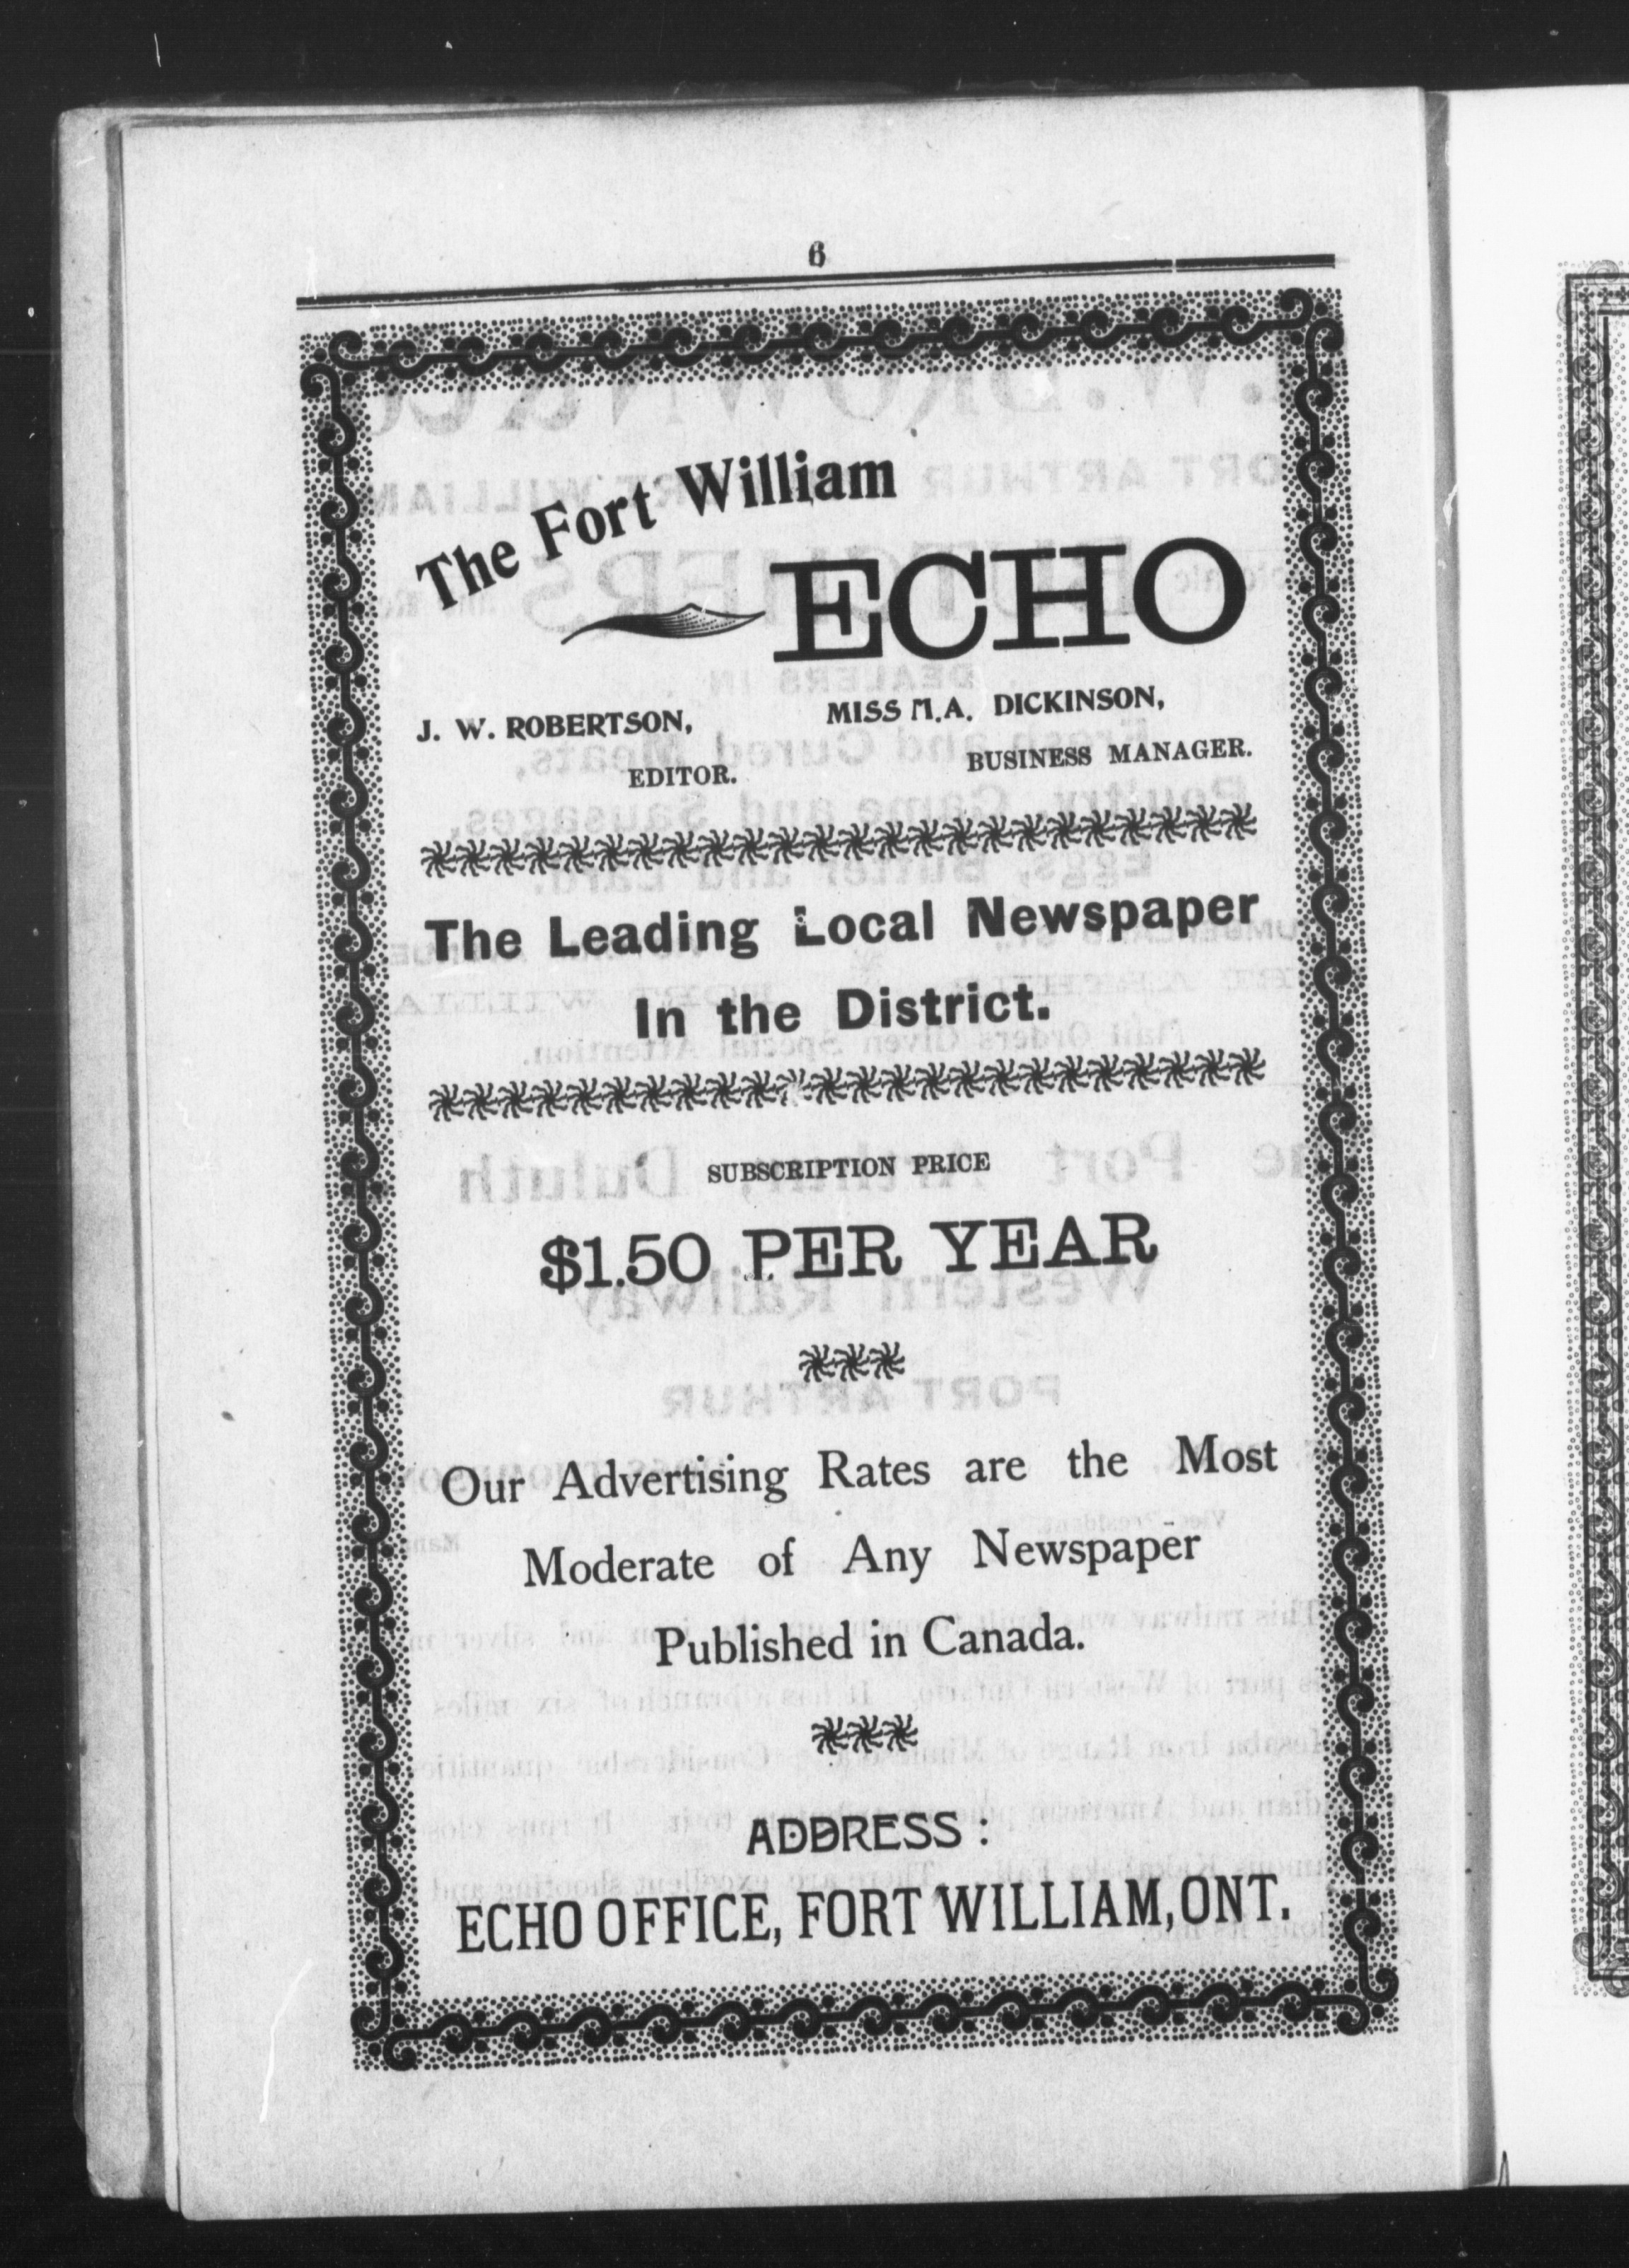 6
The Fort William
ECHO
J. W. ROBERTSON,
EDITOR.
MISS M.A. DICKINSON,
BUSINESS MANAGER.
The Leading Local Newspaper
In the District.
SUBSCRIPTION PRICE
$1.50 PER YEAR
Our Advertising Rates are the Most
Moderate of Any Newspaper
Published in Canada.
ADDRESS :
ECHO OFFICE, FORT WILLIAM, ONT.